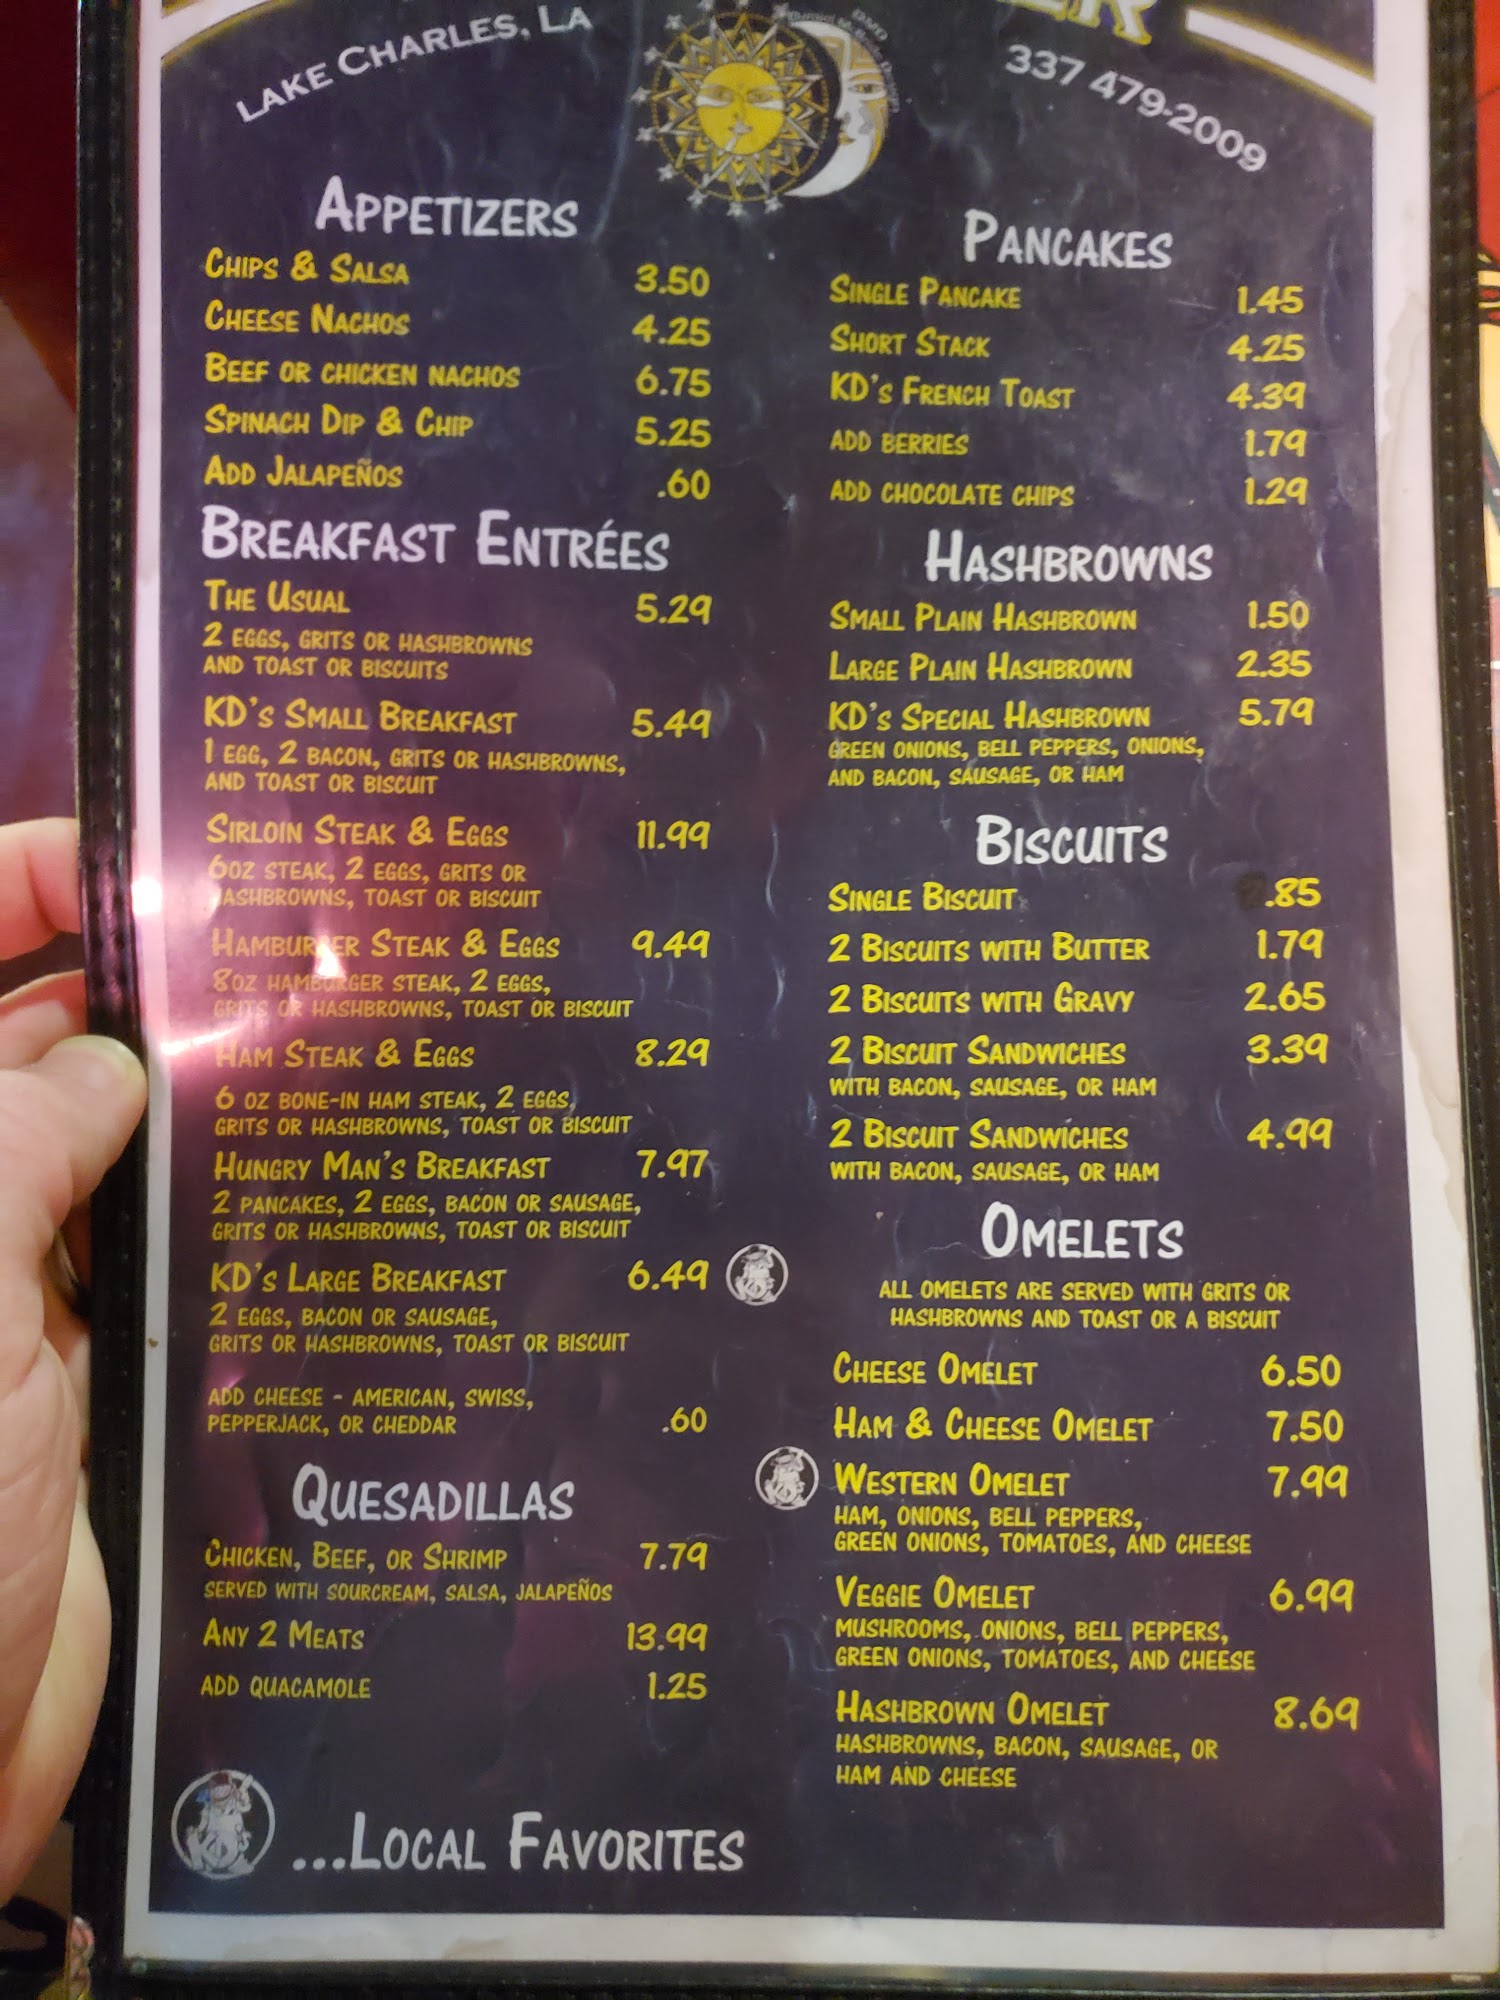 LAKE CHARLES, LA
337 479-2009
APPETIZERS
CHIPS & SALSA 3.50
CHEESE NACHOS 4.25
BEEF OR CHICKEN NACHOS 6.75
SPINACH DIP & CHIP 5.25
ADD JALAPEÑOS .60
BREAKFAST ENTRÉES
THE USUAL 5.29
2 EGGS, GRITS OR HASHBROWNS
AND TOAST OR BISCUITS
KD'S SMALL BREAKFAST 5.49
1 EGG, 2 BACON, GRITS OR HASHBROWNS,
AND TOAST OR BISCUIT
SIRLOIN STEAK & EGGS 11.99
6OZ STEAK, 2 EGGS, GRITS OR
HASHBROWNS, TOAST OR BISCUIT
HAMBURGER STEAK & EGGS 9.49
8OZ HAMBURGER STEAK, 2 EGGS,
GRITS OR HASHBROWNS, TOAST OR BISCUIT
HAM STEAK & EGGS 8.29
6 OZ BONE-IN HAM STEAK, 2 EGGS,
GRITS OR HASHBROWNS, TOAST OR BISCUIT
HUNGRY MAN'S BREAKFAST 7.97
2 PANCAKES, 2 EGGS, BACON OR SAUSAGE,
GRITS OR HASHBROWNS, TOAST OR BISCUIT
KD'S LARGE BREAKFAST 6.49
2 EGGS, BACON OR SAUSAGE,
GRITS OR HASHBROWNS, TOAST OR BISCUIT
ADD CHEESE - AMERICAN, SWISS,
PEPPERJACK, OR CHEDDAR .60
QUESADILLAS
CHICKEN, BEEF, OR SHRIMP 7.79
SERVED WITH SOURCREAM, SALSA, JALAPEÑOS
ANY 2 MEATS 13.99
ADD QUACAMOLE 1.25
...LOCAL FAVORITES
PANCAKES
SINGLE PANCAKE 1.45
SHORT STACK 4.25
KD'S FRENCH TOAST 4.39
ADD BERRIES 1.79
ADD CHOCOLATE CHIPS 1.29
HASHBROWNS
SMALL PLAIN HASHBROWN 1.50
LARGE PLAIN HASHBROWN 2.35
KD'S SPECIAL HASHBROWN 5.79
GREEN ONIONS, BELL PEPPERS, ONIONS,
AND BACON, SAUSAGE, OR HAM
BISCUITS
SINGLE BISCUIT .85
2 BISCUITS WITH BUTTER 1.79
2 BISCUITS WITH GRAVY 2.65
2 BISCUIT SANDWICHES 3.39
WITH BACON, SAUSAGE, OR HAM
2 BISCUIT SANDWICHES 4.99
WITH BACON, SAUSAGE, OR HAM
OMELETS
ALL OMELETS ARE SERVED WITH GRITS OR
HASHBROWNS AND TOAST OR A BISCUIT
CHEESE OMELET 6.50
HAM & CHEESE OMELET 7.50
WESTERN OMELET 7.99
HAM, ONIONS, BELL PEPPERS,
GREEN ONIONS, TOMATOES, AND CHEESE
VEGGIE OMELET 6.99
MUSHROOMS, ONIONS, BELL PEPPERS,
GREEN ONIONS, TOMATOES, AND CHEESE
HASHBROWN OMELET 8.69
HASHBROWNS, BACON, SAUSAGE, OR
HAM AND CHEESE